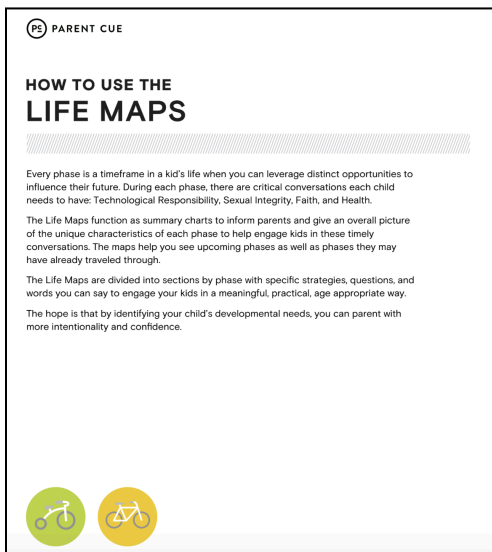 PC PARENT CUE
HOW TO USE THE
LIFE MAPS
Every phase is a timeframe in a kid's life when you can leverage distinct opportunities to
influence their future. During each phase, there are critical conversations each child
needs to have: Technological Responsibility, Sexual Integrity, Faith, and Health.
The Life Maps function as summary charts to inform parents and give an overall picture
of the unique characteristics of each phase to help engage kids in these timely
conversations. The maps help you see upcoming phases as well as phases they may
have already traveled through.
The Life Maps are divided into sections by phase with specific strategies, questions, and
words you can say to engage your kids in a meaningful, practical, age appropriate way.
The hope is that by identifying your child's developmental needs, you can parent with
more intentionality and confidence.